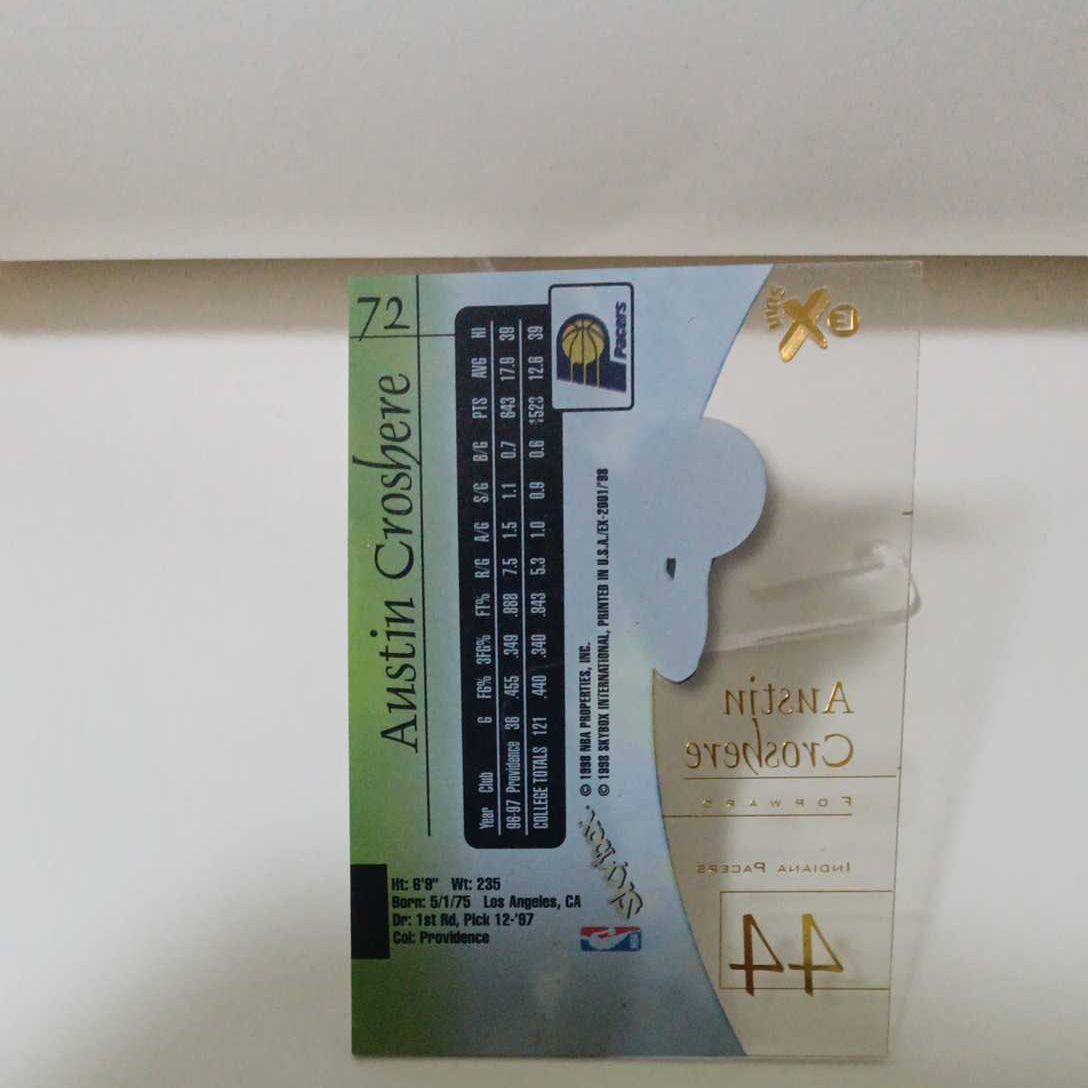 72
Austin Croshere
Year Club G FG% 3FG% FT% R/G A/G S/G B/G PTS AVG HI
96-97 Providence 36 .455 .349 .888 7.5 1.5 1.1 0.7 643 17.9 39
COLLEGE TOTALS 121 .440 .340 .843 5.3 1.0 0.9 0.6 1523 12.6 39
Pacers
© 1998 NBA PROPERTIES, INC.
© 1998 SKYBOX INTERNATIONAL, PRINTED IN U.S.A./EX-2001/'98
SkyBox
Ht: 6'9" Wt: 235
Born: 5/1/75 Los Angeles, CA
Dr: 1st Rd, Pick 12-'97
Col: Providence
NBA
E X
Austin
Croshere
FORWARD
INDIANA PACERS
44